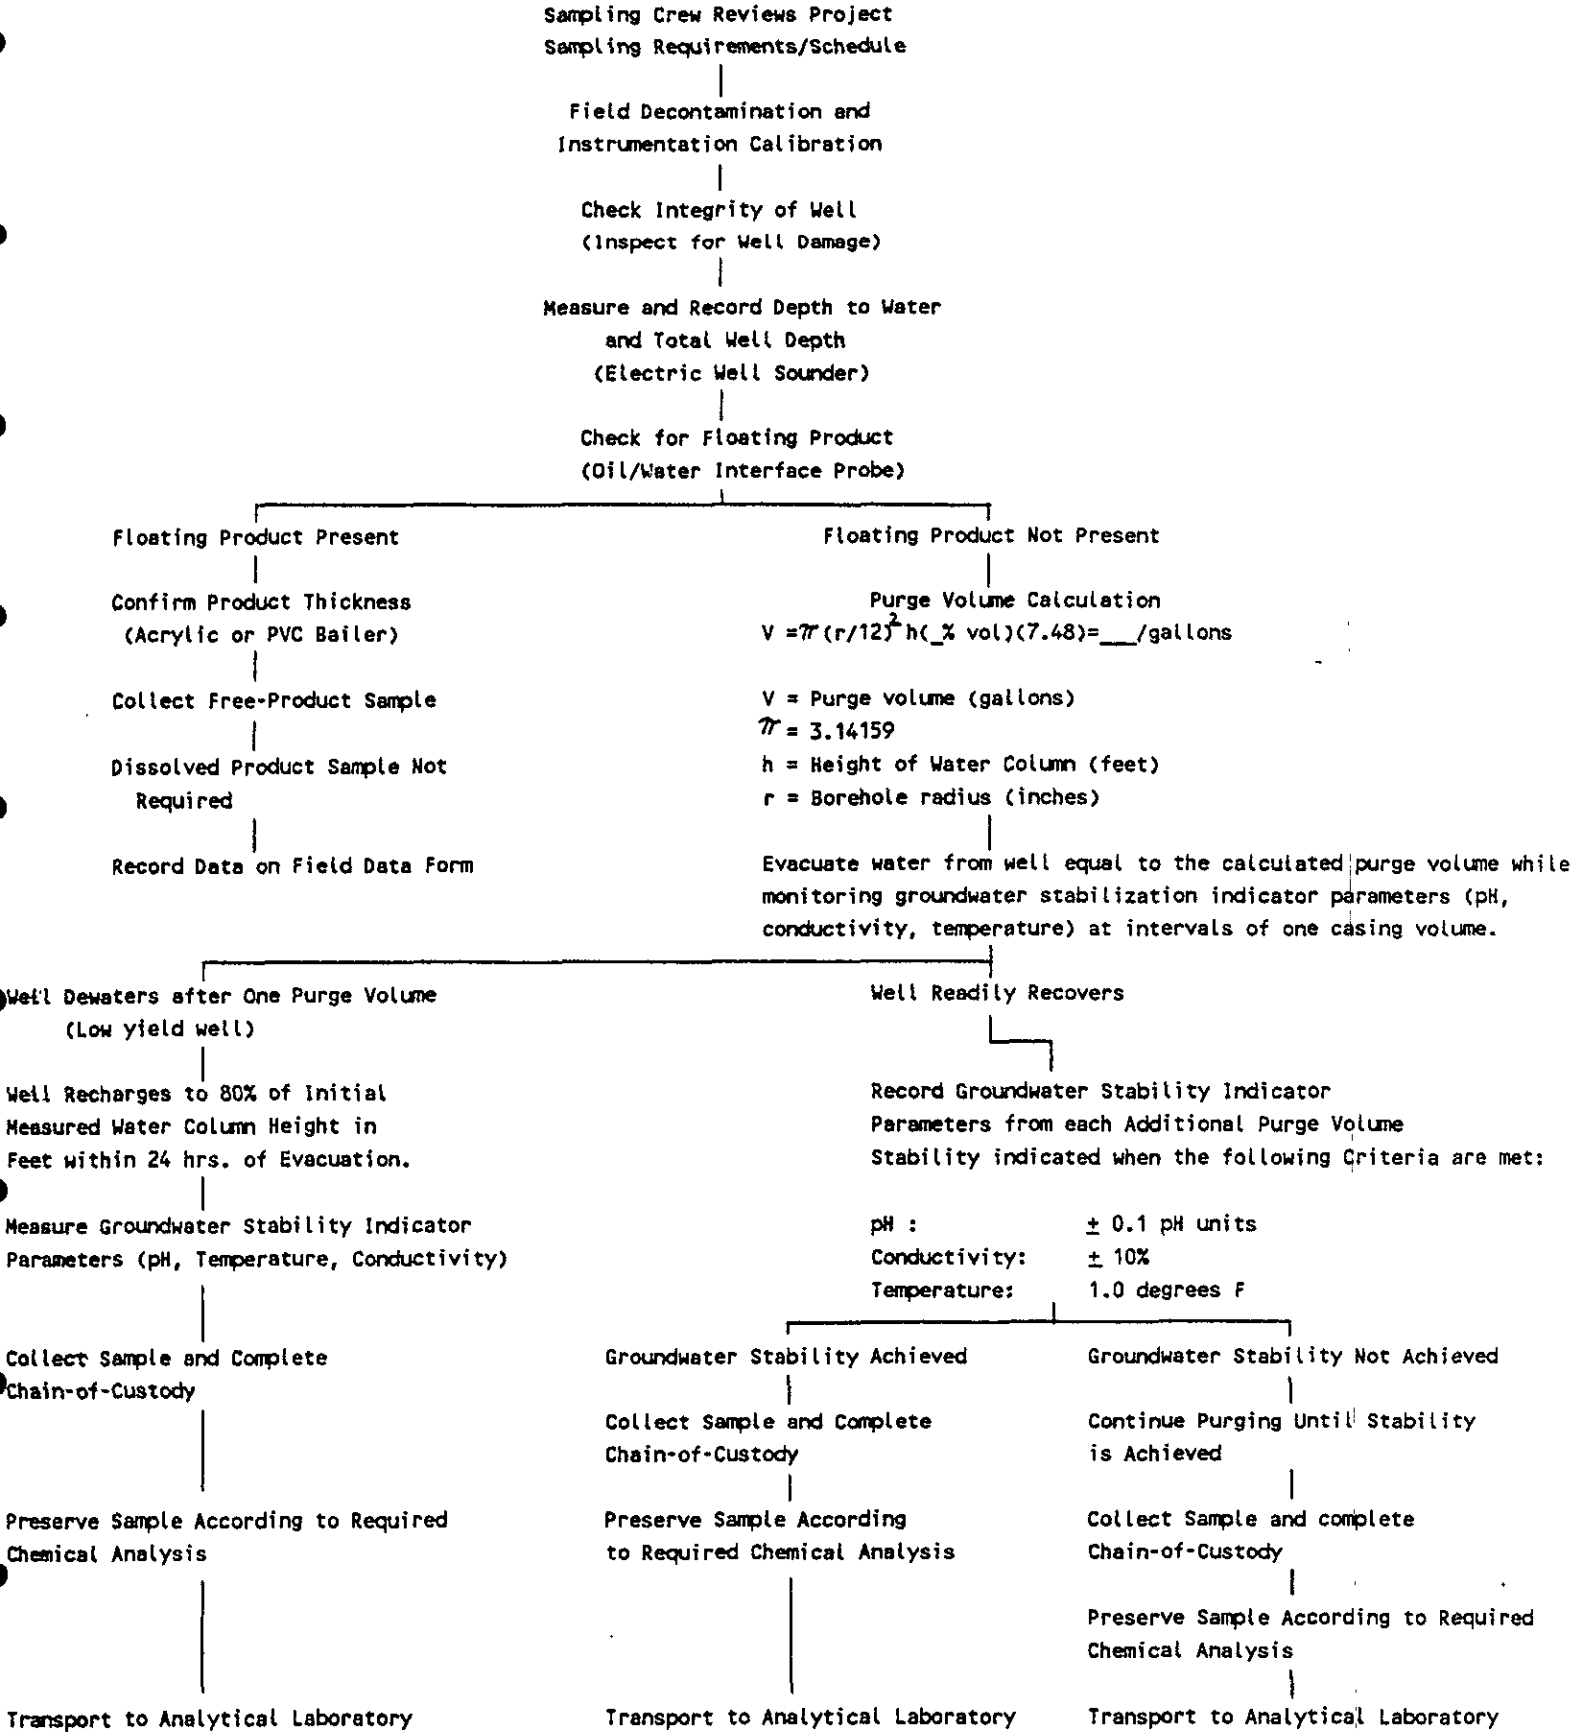 Sampling Crew Reviews Project
Sampling Requirements/Schedule
Field Decontamination and
Instrumentation Calibration
Check Integrity of Well
(Inspect for Well Damage)
Measure and Record Depth to Water
and Total Well Depth
(Electric Well Sounder)
Check for Floating Product
(Oil/Water Interface Probe)
Floating Product Present
Confirm Product Thickness
(Acrylic or PVC Bailer)
Collect Free-Product Sample
Dissolved Product Sample Not
Required
Record Data on Field Data Form
Floating Product Not Present
Purge Volume Calculation
V =π(r/12)² h(_% vol)(7.48)=___/gallons
V = Purge volume (gallons)
π = 3.14159
h = Height of Water Column (feet)
r = Borehole radius (inches)
Evacuate water from well equal to the calculated purge volume while
monitoring groundwater stabilization indicator parameters (pH,
conductivity, temperature) at intervals of one casing volume.
Well Dewaters after One Purge Volume
(Low yield well)
Well Recharges to 80% of Initial
Measured Water Column Height in
Feet within 24 hrs. of Evacuation.
Measure Groundwater Stability Indicator
Parameters (pH, Temperature, Conductivity)
Collect Sample and Complete
Chain-of-Custody
Preserve Sample According to Required
Chemical Analysis
Transport to Analytical Laboratory
Well Readily Recovers
Record Groundwater Stability Indicator
Parameters from each Additional Purge Volume
Stability indicated when the following Criteria are met:
pH : ± 0.1 pH units
Conductivity: ± 10%
Temperature: 1.0 degrees F
Groundwater Stability Achieved
Collect Sample and Complete
Chain-of-Custody
Preserve Sample According
to Required Chemical Analysis
Transport to Analytical Laboratory
Groundwater Stability Not Achieved
Continue Purging Until Stability
is Achieved
Collect Sample and complete
Chain-of-Custody
Preserve Sample According to Required
Chemical Analysis
Transport to Analytical Laboratory